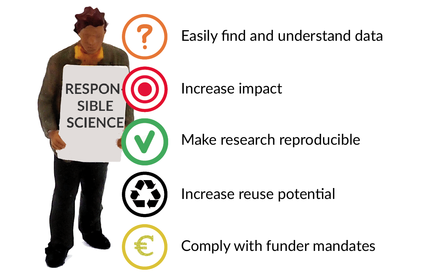 RESPON-
SIBLE
SCIENCE
?
Easily find and understand data
Increase impact
Make research reproducible
Increase reuse potential
€
Comply with funder mandates